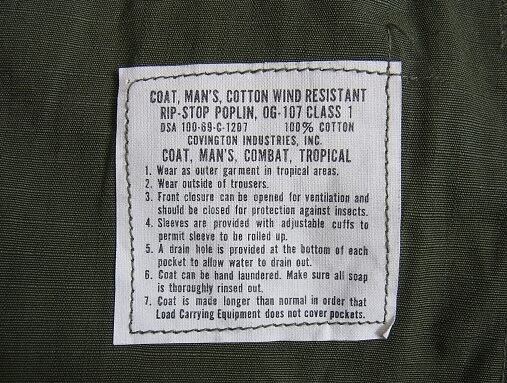 COAT, MAN'S, COTTON WIND RESISTANT
RIP-STOP POPLIN, OG-107 CLASS 1
DSA 100-69-C-1207 100% COTTON
COVINGTON INDUSTRIES, INC.
COAT, MAN'S, COMBAT, TROPICAL
1. Wear as outer garment in tropical areas.
2. Wear outside of trousers.
3. Front closure can be opened for ventilation and
should be closed for protection against insects.
4. Sleeves are provided with adjustable cuffs to
permit sleeve to be rolled up.
5. A drain hole is provided at the bottom of each
pocket to allow water to drain out.
6. Coat can be hand laundered. Make sure all soap
is thoroughly rinsed out.
7. Coat is made longer than normal in order that
Load Carrying Equipment does not cover pockets.